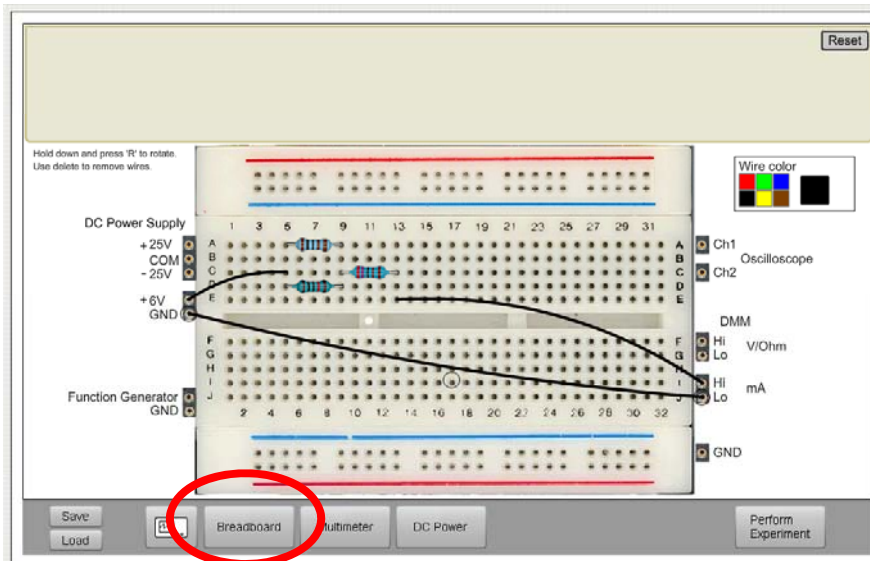 Reset
Hold down and press 'R' to rotate.
Use delete to remove wires.
Wire color
DC Power Supply
+25V
COM
-25V
+6V
GND
Function Generator
GND
1 3 5 7 9 11 13 15 17 19 21 23 25 27 29 31
A A
B B
C C
D D
E E
F F
G G
H H
I I
J J
2 4 6 8 10 12 14 16 18 20 22 24 26 28 30 32
Ch1
Oscilloscope
Ch2
DMM
Hi
V/Ohm
Lo
Hi
mA
Lo
GND
Save
Load
Breadboard
Multimeter
DC Power
Perform
Experiment